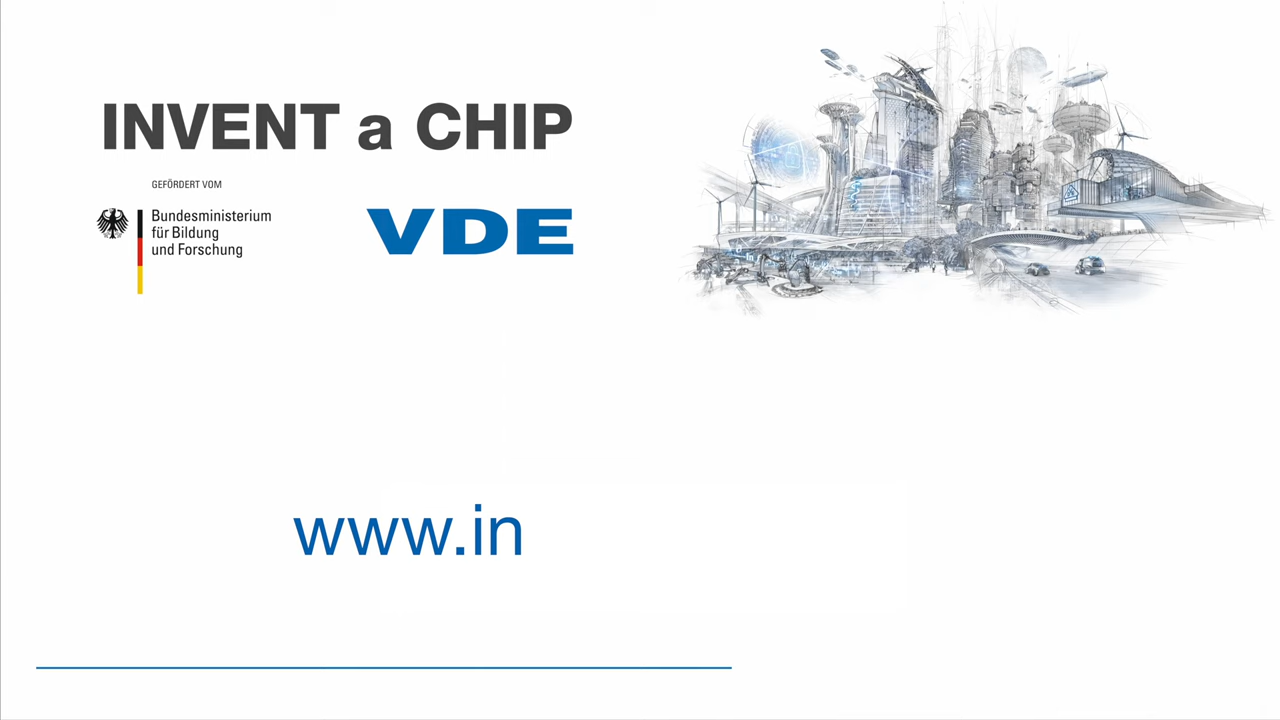 INVENT a CHIP
GEFÖRDERT VOM
Bundesministerium
für Bildung
und Forschung
VDE
www.in